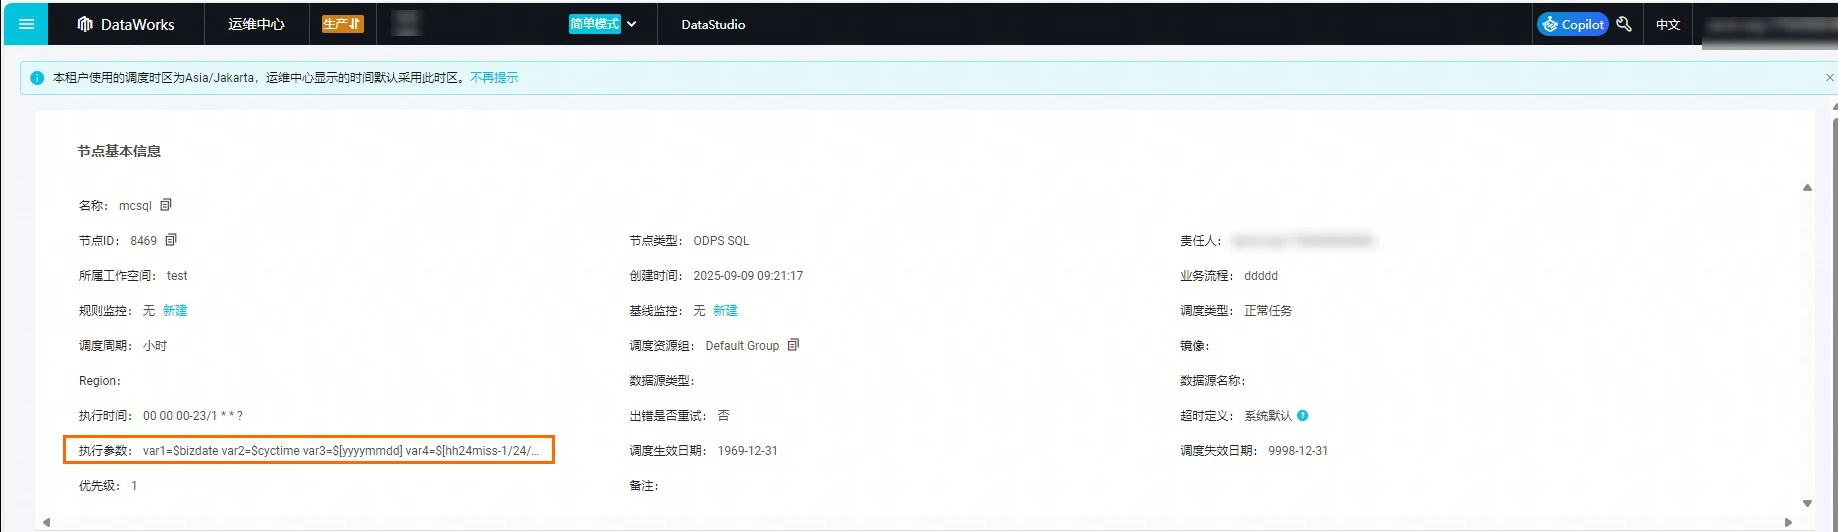 DataWorks 运维中心 生产 简单模式 DataStudio Copilot 中文
本租户使用的调度时区为Asia/Jakarta，运维中心显示的时间默认采用此时区。不再提示
节点基本信息
名称： mcsql
节点ID： 8469 节点类型： ODPS SQL 责任人：
所属工作空间： test 创建时间： 2025-09-09 09:21:17 业务流程： ddddd
规则监控： 无 新建 基线监控： 无 新建 调度类型： 正常任务
调度周期： 小时 调度资源组： Default Group 镜像：
Region： 数据源类型： 数据源名称：
执行时间： 00 00 00-23/1 * * ? 出错是否重试： 否 超时定义： 系统默认 ?
执行参数： var1=$bizdate var2=$cyctime var3=$[yyyymmdd] var4=$[hh24miss-1/24/... 调度生效日期： 1969-12-31 调度失效日期： 9998-12-31
优先级： 1 备注：